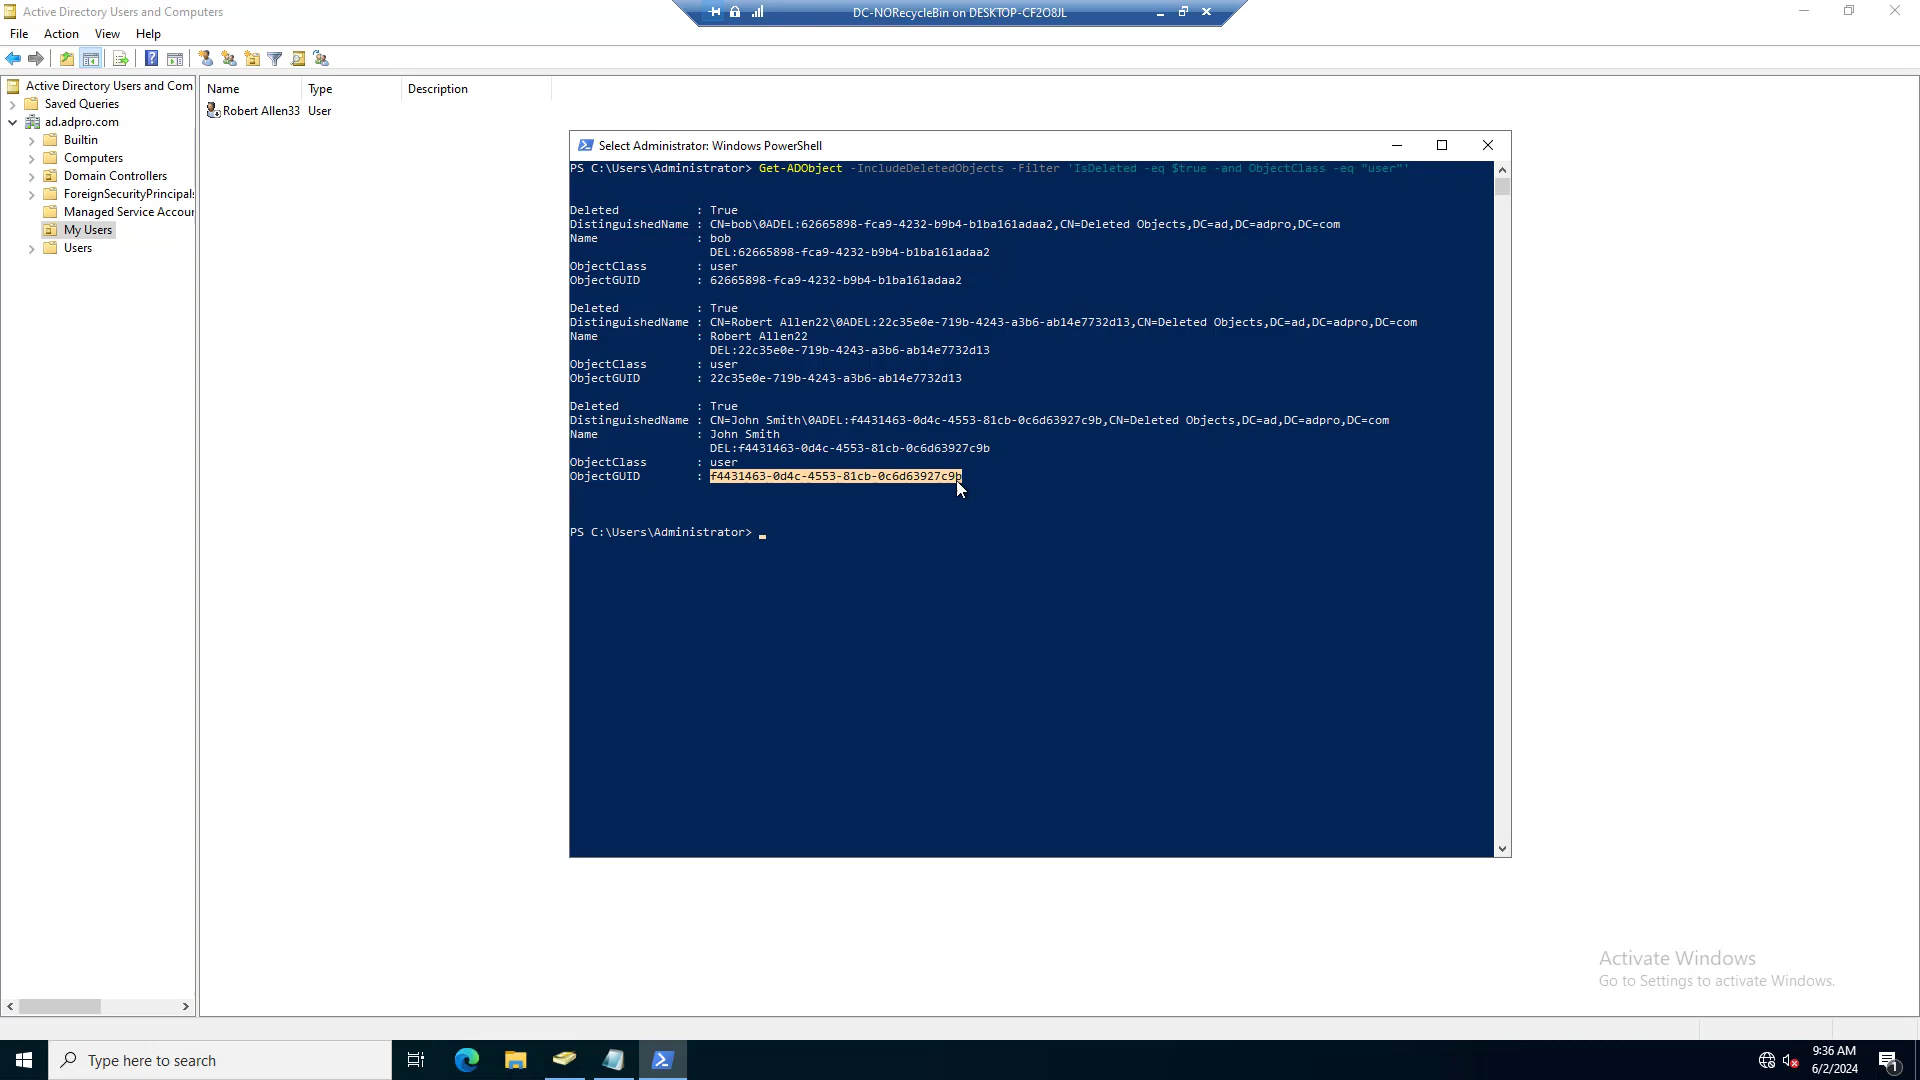 Active Directory Users and Computers
DC-NORecycleBin on DESKTOP-CF2O8JL
File Action View Help
Active Directory Users and Com
Saved Queries
ad.adpro.com
Builtin
Computers
Domain Controllers
ForeignSecurityPrincipals
Managed Service Accour
My Users
Users
Name Type Description
Robert Allen33 User
Select Administrator: Windows PowerShell
PS C:\Users\Administrator> Get-ADObject -IncludeDeletedObjects -Filter 'IsDeleted -eq $true -and ObjectClass -eq "user"'
Deleted : True
DistinguishedName : CN=bob\0ADEL:62665898-fca9-4232-b9b4-b1ba161adaa2,CN=Deleted Objects,DC=ad,DC=adpro,DC=com
Name : bob
DEL:62665898-fca9-4232-b9b4-b1ba161adaa2
ObjectClass : user
ObjectGUID : 62665898-fca9-4232-b9b4-b1ba161adaa2
Deleted : True
DistinguishedName : CN=Robert Allen22\0ADEL:22c35e0e-719b-4243-a3b6-ab14e7732d13,CN=Deleted Objects,DC=ad,DC=adpro,DC=com
Name : Robert Allen22
DEL:22c35e0e-719b-4243-a3b6-ab14e7732d13
ObjectClass : user
ObjectGUID : 22c35e0e-719b-4243-a3b6-ab14e7732d13
Deleted : True
DistinguishedName : CN=John Smith\0ADEL:f4431463-0d4c-4553-81cb-0c6d63927c9b,CN=Deleted Objects,DC=ad,DC=adpro,DC=com
Name : John Smith
DEL:f4431463-0d4c-4553-81cb-0c6d63927c9b
ObjectClass : user
ObjectGUID : f4431463-0d4c-4553-81cb-0c6d63927c9b
PS C:\Users\Administrator>
Activate Windows
Go to Settings to activate Windows.
Type here to search
9:36 AM
6/2/2024
1